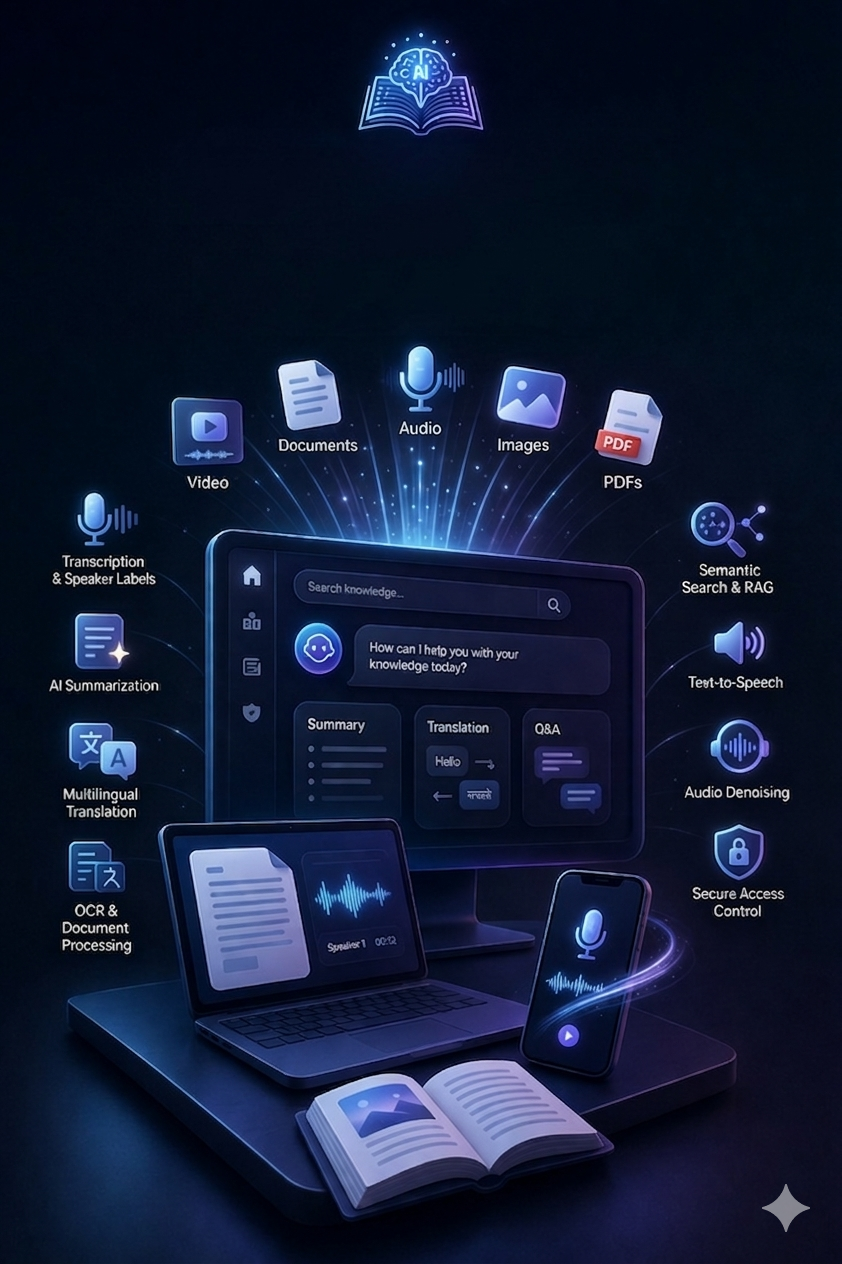 AI
Audio
Documents
Images
Video
PDF
PDFs
Transcription
& Speaker Labels
Semantic
Search & RAG
Search knowledge...
How can I help you with your
knowledge today?
AI Summarization
Text-to-Speech
Summary
Translation
Q&A
Hello
文
A
Multilingual
Translation
Audio Denoising
OCR &
Document
Processing
Secure Access
Control
Speaker 1 00:12